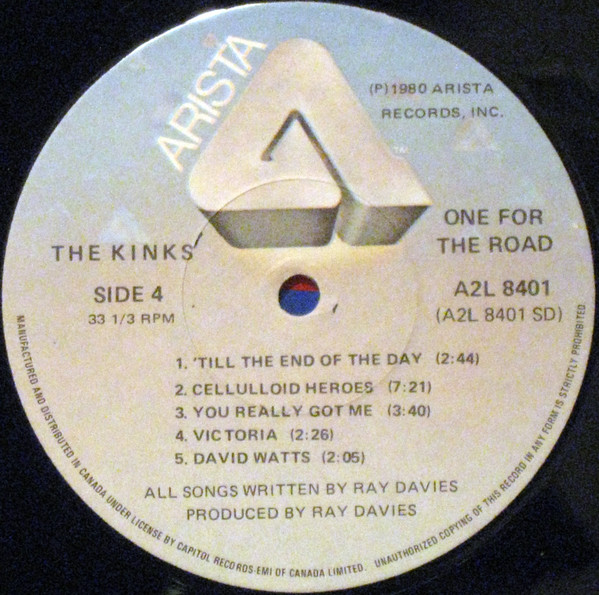 ARISTA
(P)1980 ARISTA
RECORDS, INC.
TM
THE KINKS
ONE FOR
THE ROAD
SIDE 4
33 1/3 RPM
A2L 8401
(A2L 8401 SD)
1. 'TILL THE END OF THE DAY (2:44)
2. CELLULLOID HEROES (7:21)
3. YOU REALLY GOT ME (3:40)
4. VICTORIA (2:26)
5. DAVID WATTS (2:05)
ALL SONGS WRITTEN BY RAY DAVIES
PRODUCED BY RAY DAVIES
MANUFACTURED AND DISTRIBUTED IN CANADA UNDER LICENSE BY CAPITOL RECORDS-EMI OF CANADA LIMITED. UNAUTHORIZED COPYING OF THIS RECORD IN ANY FORM IS STRICTLY PROHIBITED